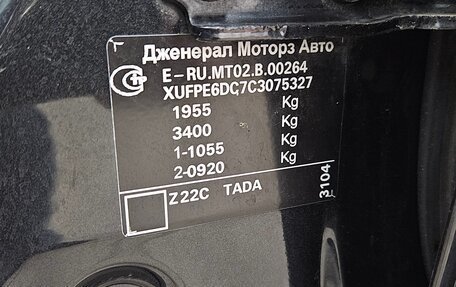 Дженерал Моторз Авто
E-RU.MT02.B.00264
XUFPE6DC7C3075327
1955 Kg
3400 Kg
1-1055 Kg
2-0920 Kg
Z22C TADA
3104